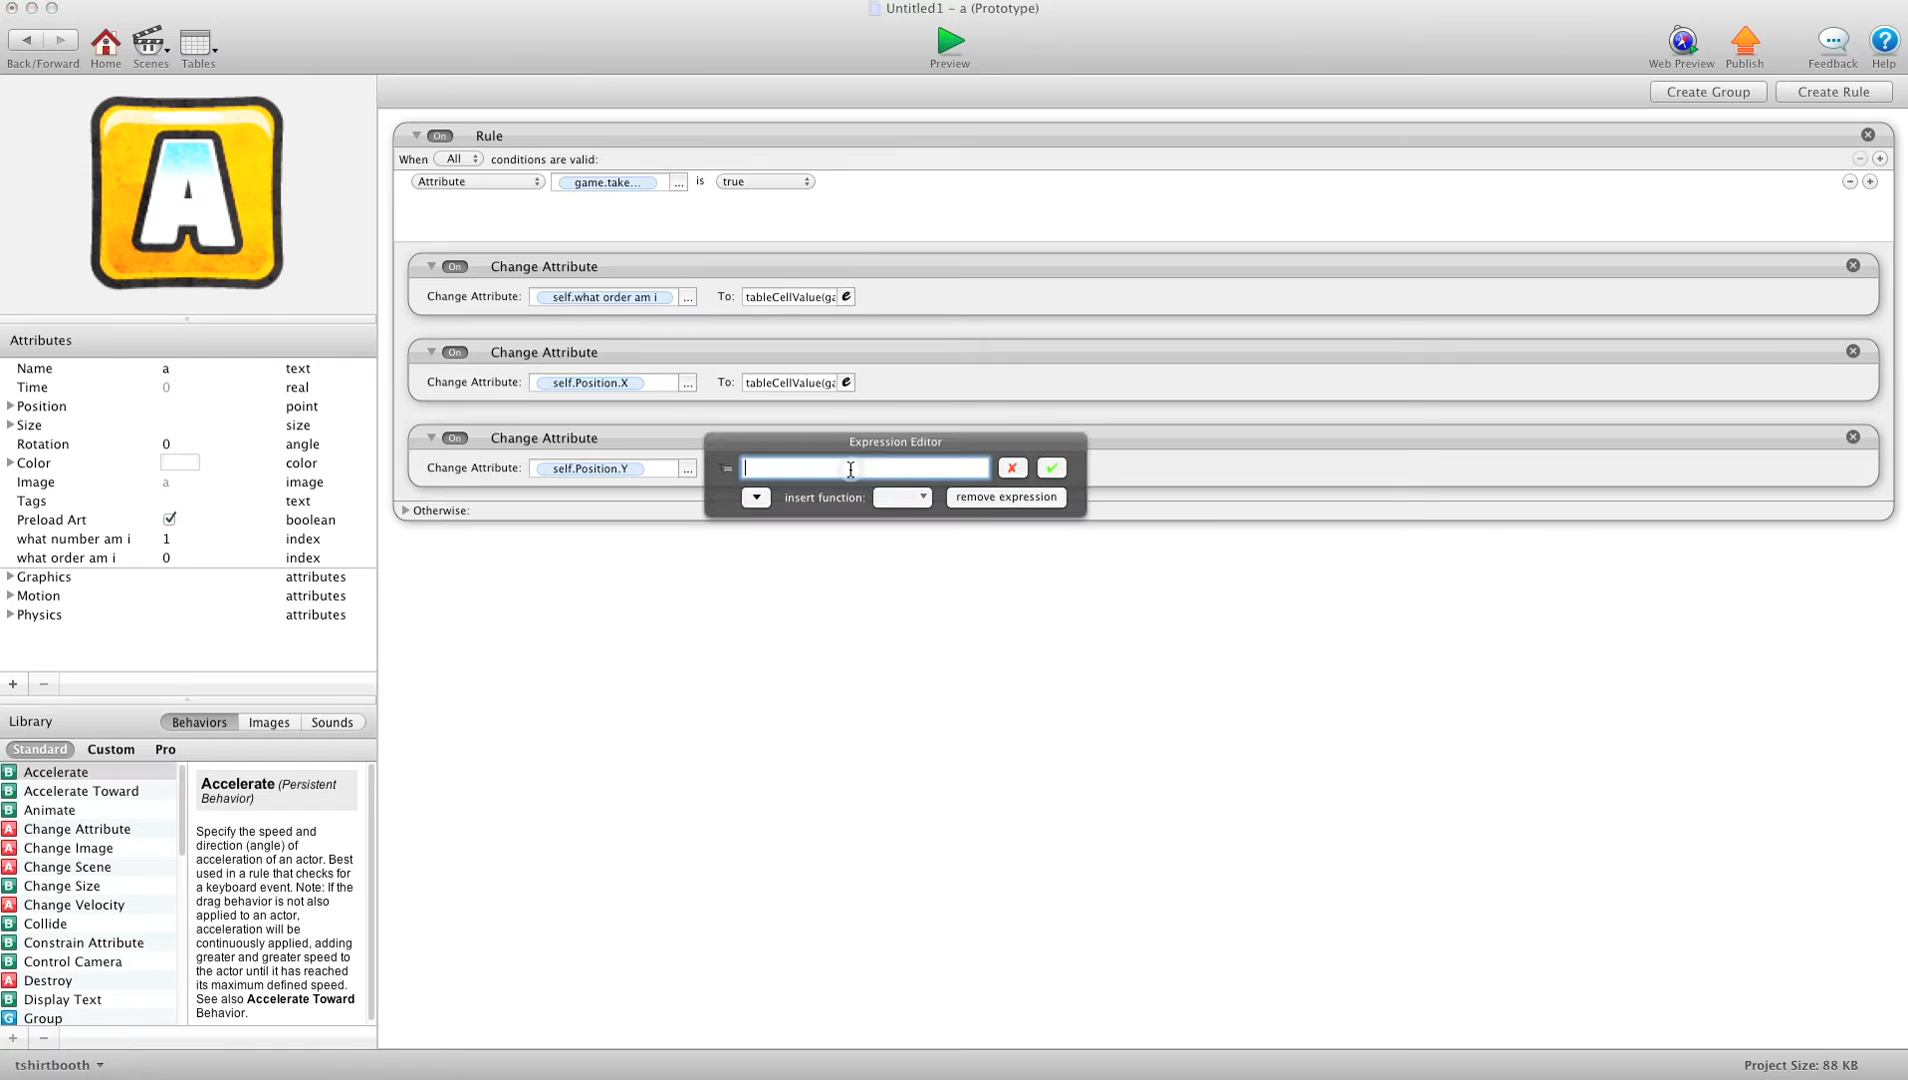 Untitled1 – a (Prototype)
Back/Forward
Home
Scenes
Tables
Preview
Web Preview
Publish
Feedback
Help
Create Group
Create Rule
A
Attributes
Name a text
Time 0 real
Position point
Size size
Rotation 0 angle
Color color
Image a image
Tags text
Preload Art boolean
what number am i 1 index
what order am i 0 index
Graphics attributes
Motion attributes
Physics attributes
+ −
Library Behaviors Images Sounds
Standard Custom Pro
B Accelerate
B Accelerate Toward
B Animate
A Change Attribute
A Change Image
A Change Scene
B Change Size
A Change Velocity
B Collide
B Constrain Attribute
B Control Camera
A Destroy
B Display Text
G Group
Accelerate (Persistent
Behavior)
Specify the speed and
direction (angle) of
acceleration of an actor. Best
used in a rule that checks for
a keyboard event. Note: If the
drag behavior is not also
applied to an actor,
acceleration will be
continuously applied, adding
greater and greater speed to
the actor until it has reached
its maximum defined speed.
See also Accelerate Toward
Behavior.
+ −
On Rule
When All conditions are valid:
Attribute game.take... ... is true
On Change Attribute
Change Attribute: self.what order am i ... To: tableCellValue(ga e
On Change Attribute
Change Attribute: self.Position.X ... To: tableCellValue(ga e
On Change Attribute
Change Attribute: self.Position.Y ...
Expression Editor
insert function: remove expression
Otherwise:
tshirtbooth
Project Size: 88 KB